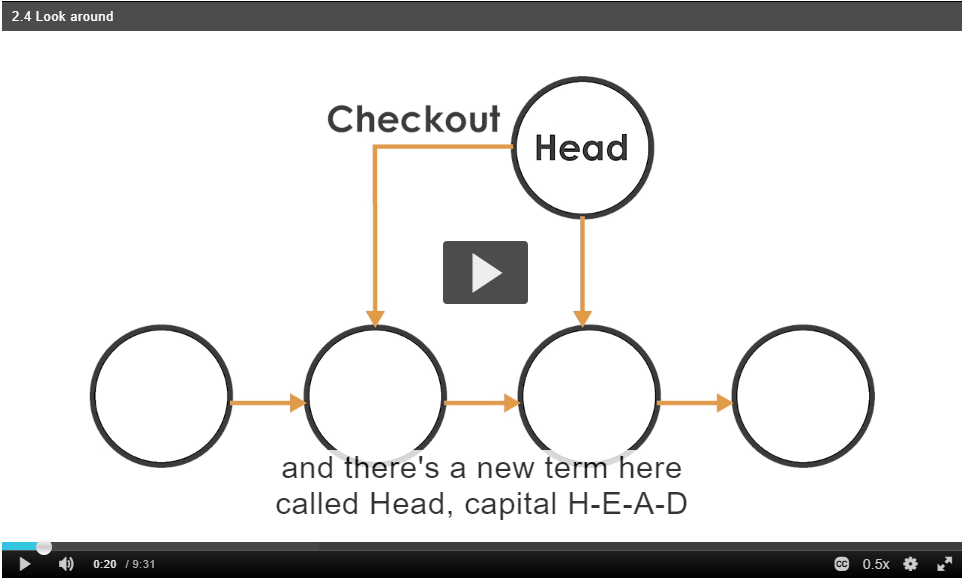 2.4 Look around
Checkout
Head
and there's a new term here
called Head, capital H-E-A-D
0:20 / 9:31
CC
0.5x